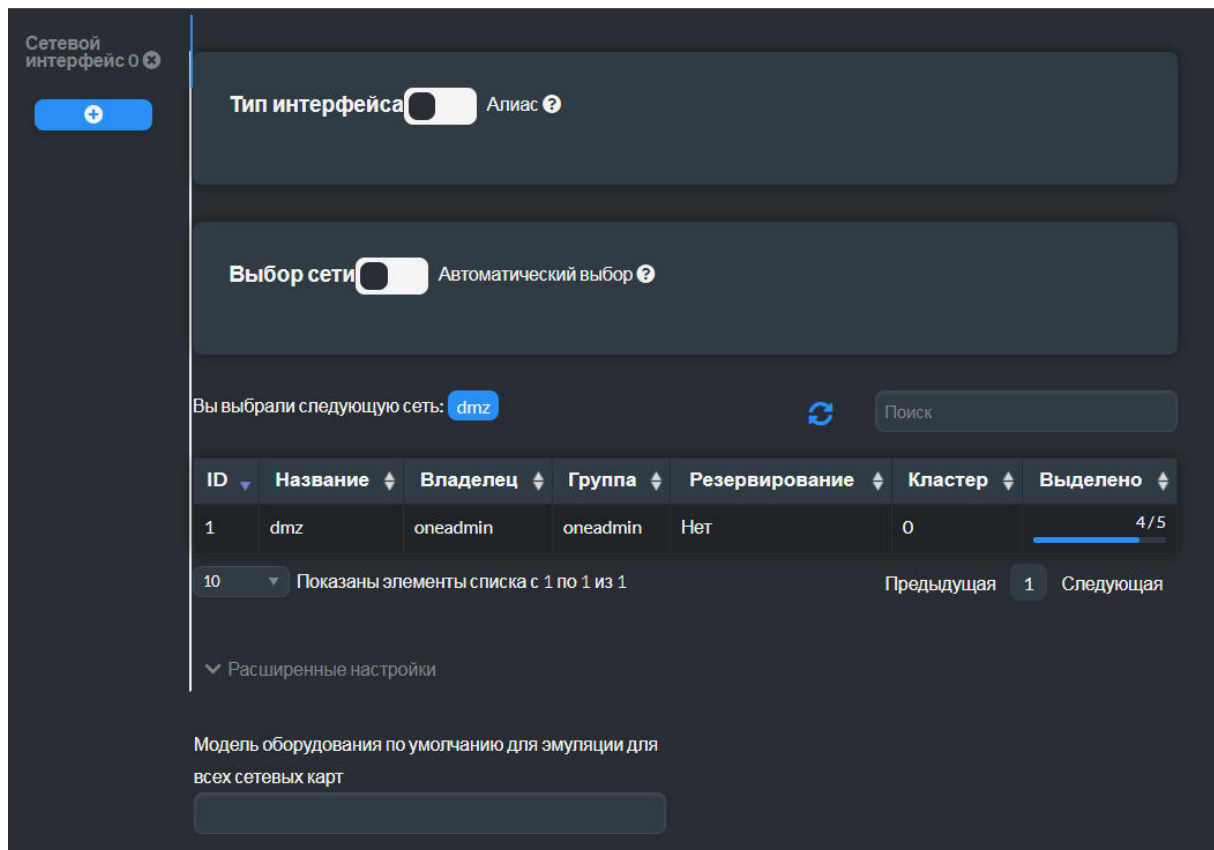 Сетевой
интерфейс 0
Тип интерфейса Алиас
Выбор сети Автоматический выбор
Вы выбрали следующую сеть: dmz Поиск
ID Название Владелец Группа Резервирование Кластер Выделено
1 dmz oneadmin oneadmin Нет 0 4/5
10 Показаны элементы списка с 1 по 1 из 1 Предыдущая 1 Следующая
Расширенные настройки
Модель оборудования по умолчанию для эмуляции для
всех сетевых карт